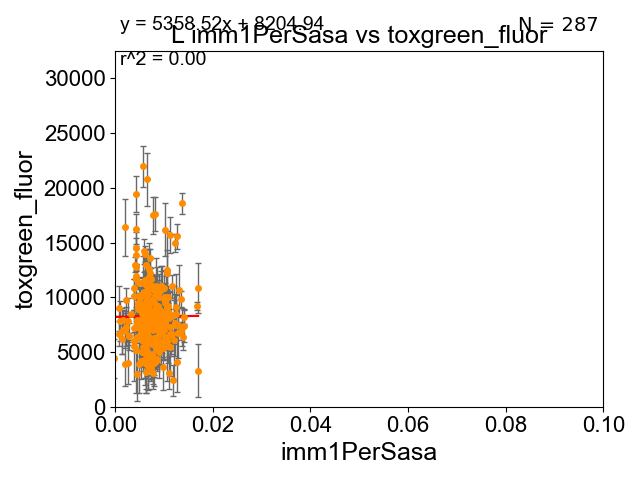 y = 5358.52x + 8204.94
N = 287
L imm1PerSasa vs toxgreen_fluor
r^2 = 0.00
30000
25000
20000
15000
10000
5000
0
toxgreen_fluor
0.00 0.02 0.04 0.06 0.08 0.10
imm1PerSasa